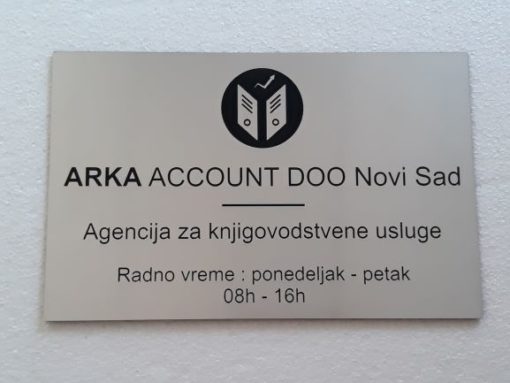 ARKA ACCOUNT DOO Novi Sad
Agencija za knjigovodstvene usluge
Radno vreme : ponedeljak - petak
08h - 16h